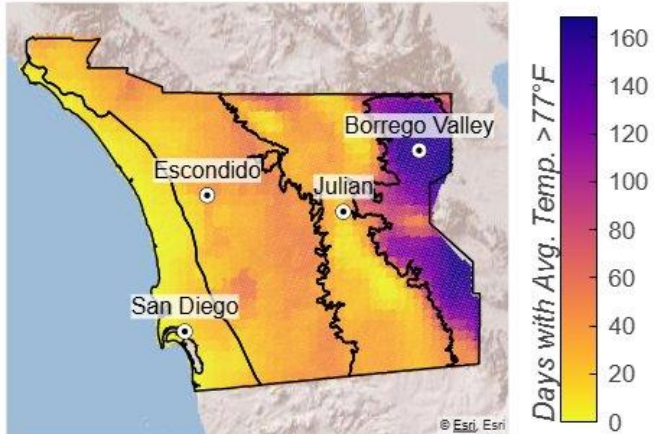 Borrego Valley
Escondido
Julian
San Diego
© Esri, Esri
Days with Avg. Temp. >77°F
160
140
120
100
80
60
40
20
0